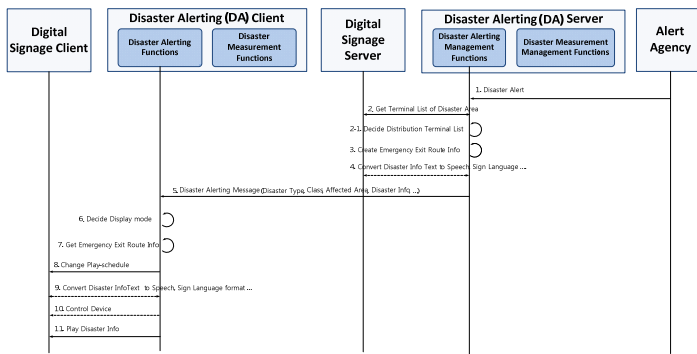 Digital
Signage Client
Disaster Alerting (DA) Client
Disaster Alerting
Functions
Disaster
Measurement
Functions
Digital
Signage
Server
Disaster Alerting (DA) Server
Disaster Alerting
Management
Functions
Disaster Measurement
Management Functions
Alert
Agency
1. Disaster Alert
2. Get Terminal List of Disaster Area
2-1. Decide Distribution Terminal List
3. Create Emergency Exit Route Info
4. Convert Disaster Info Text to Speech, Sign Language ....
5. Disaster Alerting Message (Disaster Type, Class, Affected Area, Disaster Info, ...)
6. Decide Display mode
7. Get Emergency Exit Route Info
8. Change Play-schedule
9. Convert Disaster InfoText to Speech, Sign Language format ...
10. Control Device
11. Play Disaster Info